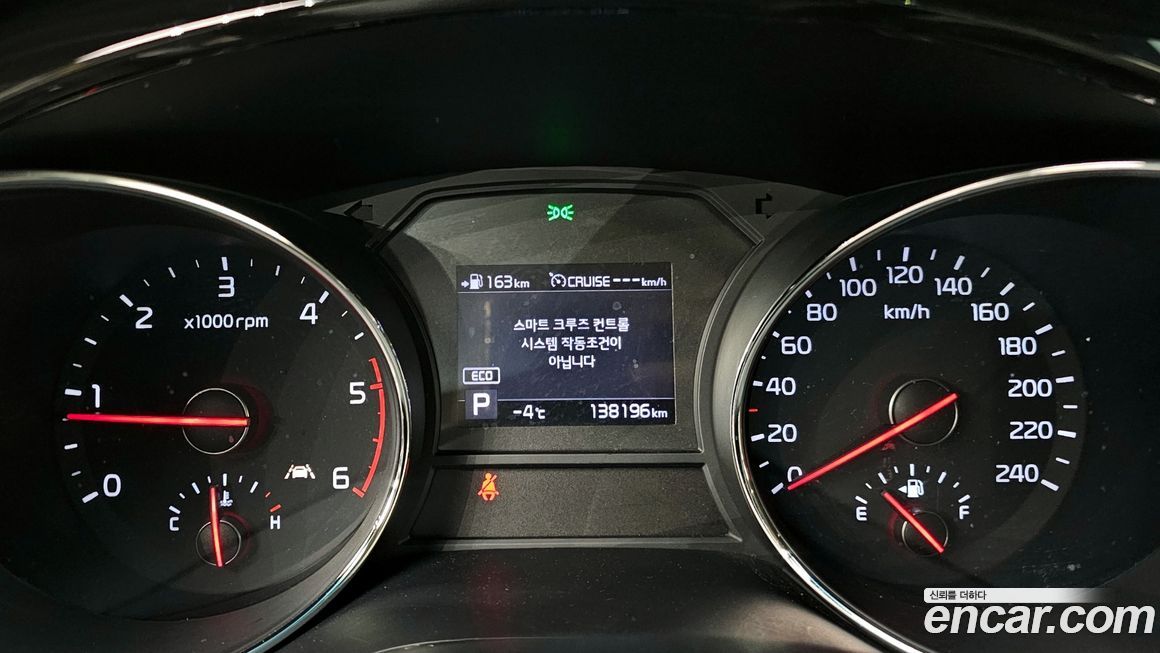 163km CRUISE---km/h
스마트 크루즈 컨트롤
시스템 작동조건이
아닙니다
ECO
P
-4℃ 138196km
0 1 2 3 4 5 6
x1000rpm
C H
0 20 40 60 80 100 120 140 160 180 200 220 240
km/h
E F
신뢰를 더하다
encar.com